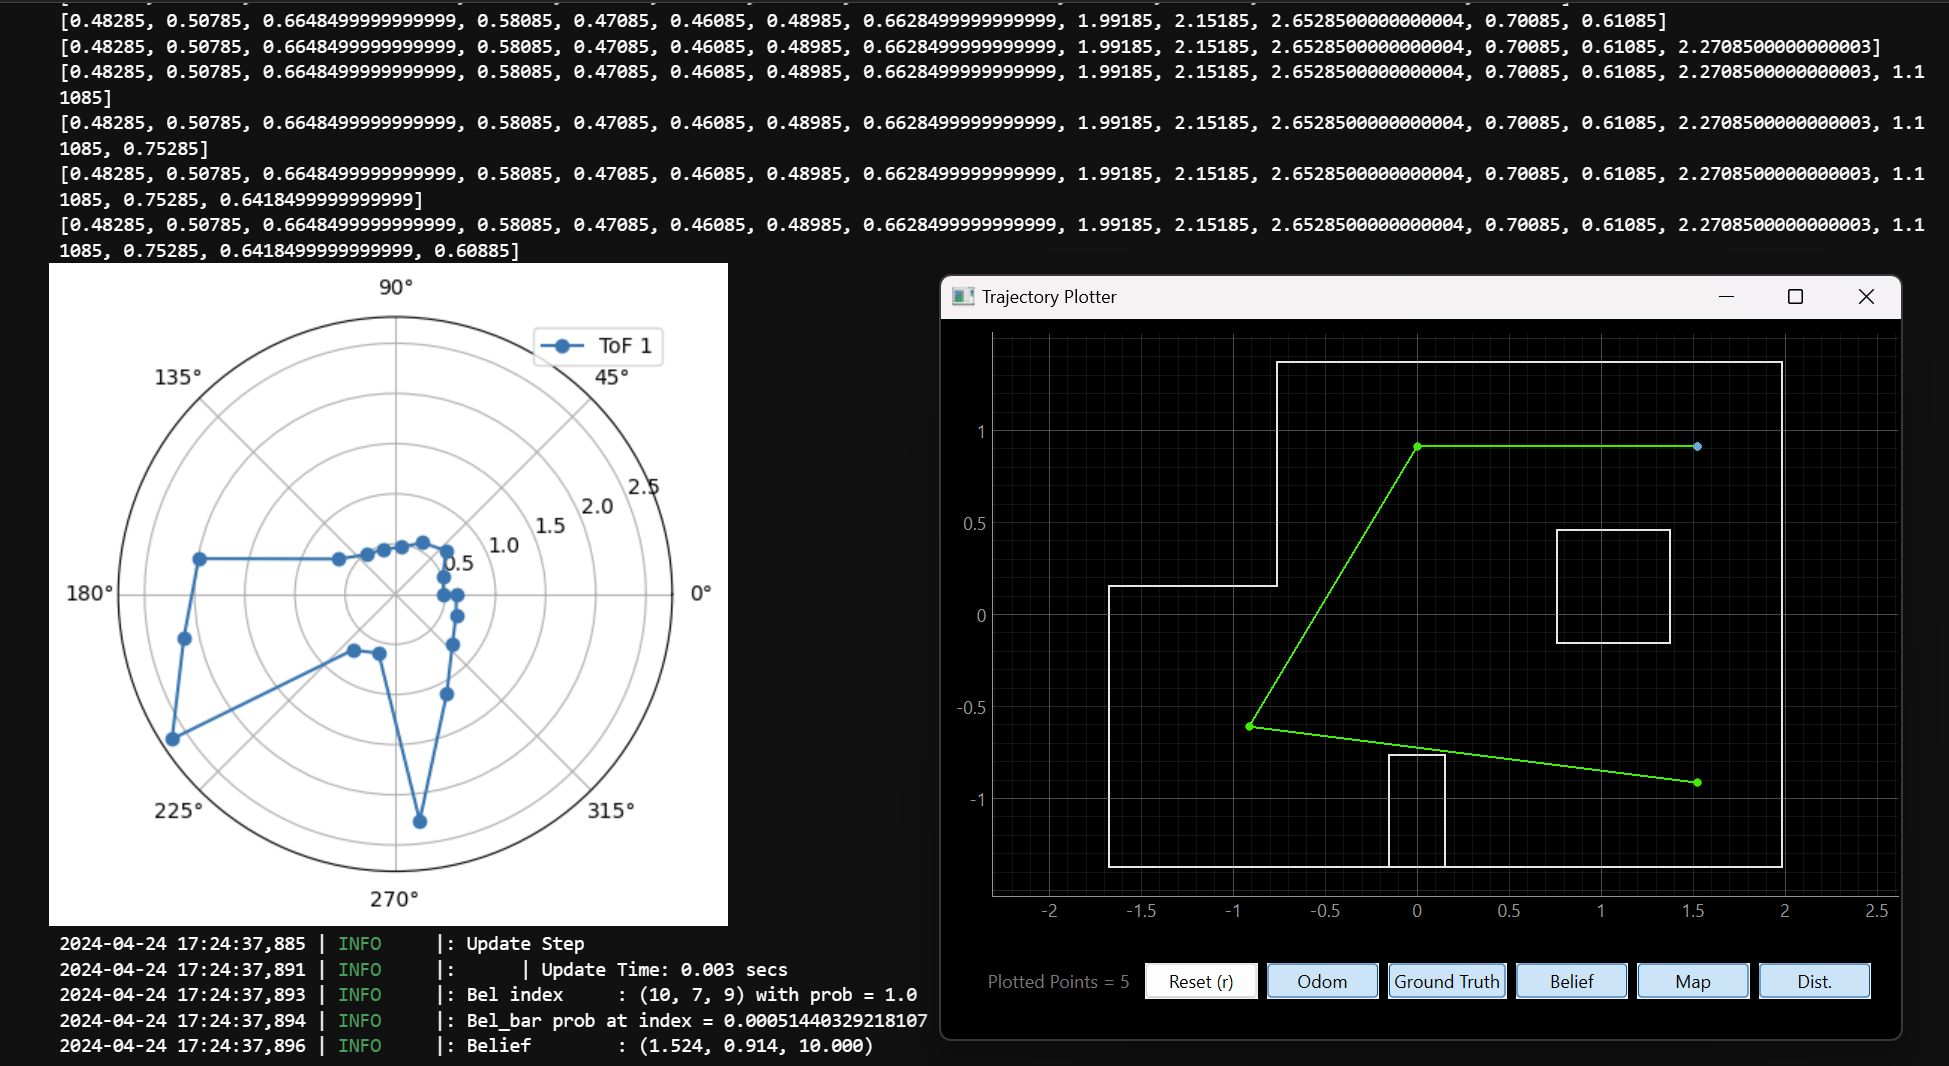 [0.48285, 0.50785, 0.6648499999999999, 0.58085, 0.47085, 0.46085, 0.48985, 0.6628499999999999, 1.99185, 2.15185, 2.6528500000000004, 0.70085, 0.61085]
[0.48285, 0.50785, 0.6648499999999999, 0.58085, 0.47085, 0.46085, 0.48985, 0.6628499999999999, 1.99185, 2.15185, 2.6528500000000004, 0.70085, 0.61085, 2.2708500000000003]
[0.48285, 0.50785, 0.6648499999999999, 0.58085, 0.47085, 0.46085, 0.48985, 0.6628499999999999, 1.99185, 2.15185, 2.6528500000000004, 0.70085, 0.61085, 2.2708500000000003, 1.1
1085]
[0.48285, 0.50785, 0.6648499999999999, 0.58085, 0.47085, 0.46085, 0.48985, 0.6628499999999999, 1.99185, 2.15185, 2.6528500000000004, 0.70085, 0.61085, 2.2708500000000003, 1.1
1085, 0.75285]
[0.48285, 0.50785, 0.6648499999999999, 0.58085, 0.47085, 0.46085, 0.48985, 0.6628499999999999, 1.99185, 2.15185, 2.6528500000000004, 0.70085, 0.61085, 2.2708500000000003, 1.1
1085, 0.75285, 0.6418499999999999]
[0.48285, 0.50785, 0.6648499999999999, 0.58085, 0.47085, 0.46085, 0.48985, 0.6628499999999999, 1.99185, 2.15185, 2.6528500000000004, 0.70085, 0.61085, 2.2708500000000003, 1.1
1085, 0.75285, 0.6418499999999999, 0.60885]
90°
ToF 1
135°
45°
2.5
2.0
1.5
1.0
0.5
180°
0°
225°
315°
270°
Trajectory Plotter
1
0.5
0
-0.5
-1
-2
-1.5
-1
-0.5
0
0.5
1
1.5
2
2.5
Plotted Points = 5
Reset (r)
Odom
Ground Truth
Belief
Map
Dist.
2024-04-24 17:24:37,885 | INFO     |: Update Step
2024-04-24 17:24:37,891 | INFO     |:      | Update Time: 0.003 secs
2024-04-24 17:24:37,893 | INFO     |: Bel index     : (10, 7, 9) with prob = 1.0
2024-04-24 17:24:37,894 | INFO     |: Bel_bar prob at index = 0.00051440329218107
2024-04-24 17:24:37,896 | INFO     |: Belief        : (1.524, 0.914, 10.000)